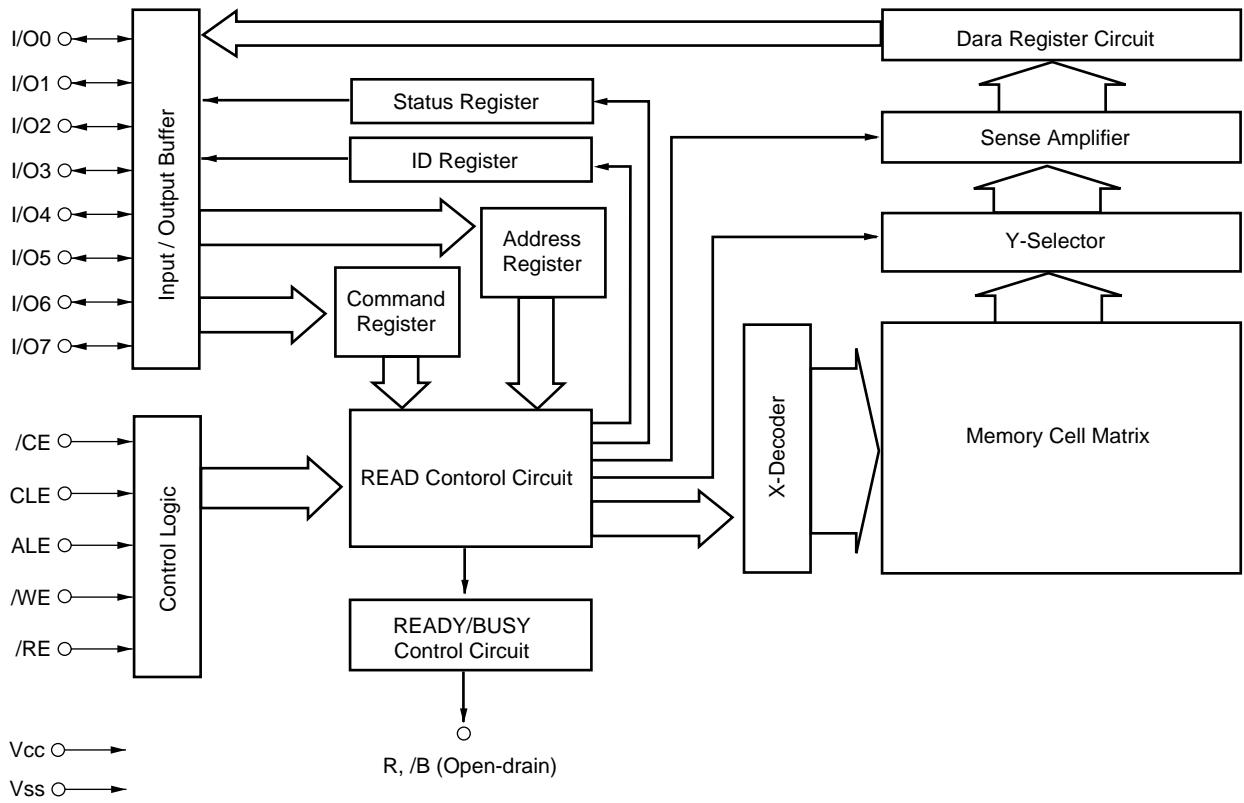 I/O0
I/O1
I/O2
I/O3
I/O4
I/O5
I/O6
I/O7
Input / Output Buffer
Dara Register Circuit
Status Register
Sense Amplifier
ID Register
Address
Register
Y-Selector
Command
Register
/CE
CLE
ALE
/WE
/RE
Control Logic
READ Contorol Circuit
X-Decoder
Memory Cell Matrix
READY/BUSY
Control Circuit
R, /B (Open-drain)
Vcc
Vss